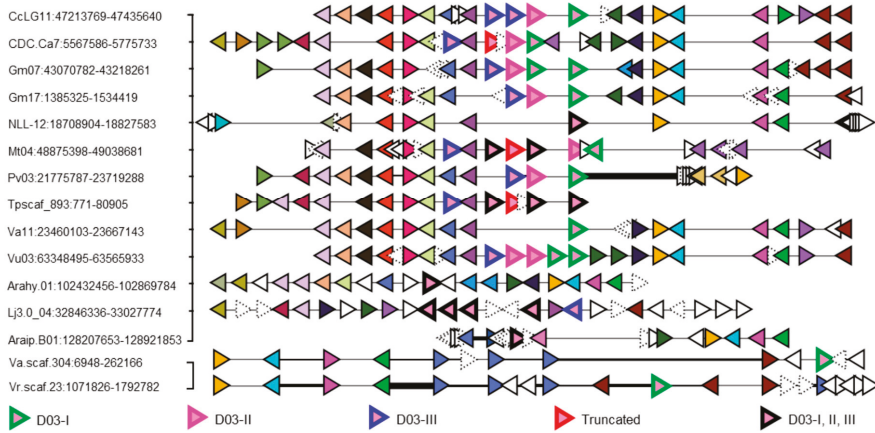 CcLG11:47213769-47435640
CDC.Ca7:5567586-5775733
Gm07:43070782-43218261
Gm17:1385325-1534419
NLL-12:18708904-18827583
Mt04:48875398-49038681
Pv03:21775787-23719288
Tpscaf_893:771-80905
Va11:23460103-23667143
Vu03:63348495-63565933
Arahy.01:102432456-102869784
Lj3.0_04:32846336-33027774
Araip.B01:128207653-128921853
Va.scaf.304:6948-262166
Vr.scaf.23:1071826-1792782
D03-I D03-II D03-III Truncated D03-I, II, III